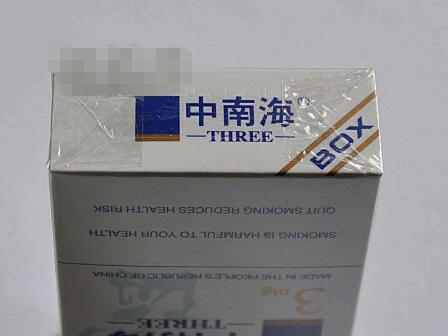 中南海®
THREE
BOX
QUIT SMOKING REDUCES HEALTH RISK
SMOKING IS HARMFUL TO YOUR HEALTH
MADE IN THE PEOPLE'S REPUBLIC OF CHINA
3mg
THREE